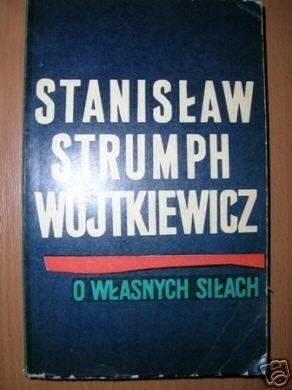 STANISŁAW
STRUMPH
WOJTKIEWICZ
O WŁASNYCH SIŁACH